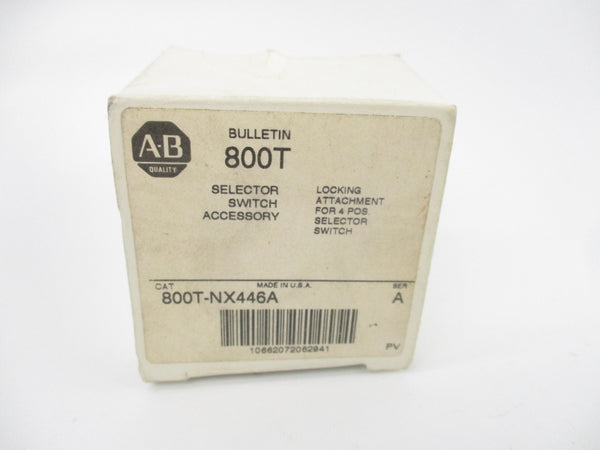 A-B
QUALITY
BULLETIN
800T
SELECTOR
SWITCH
ACCESSORY
LOCKING
ATTACHMENT
FOR 4 POS.
SELECTOR
SWITCH
CAT
MADE IN U.S.A.
SER
800T-NX446A
A
10662072062941
PV